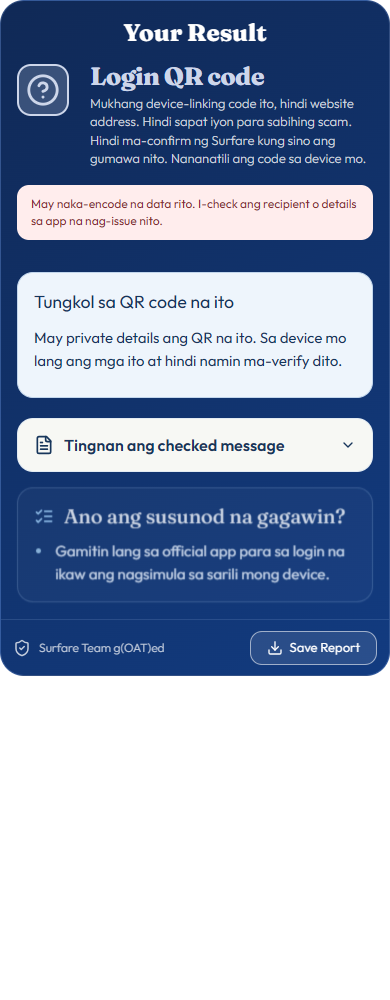 Your Result
Login QR code
Mukhang device-linking code ito, hindi website
address. Hindi sapat iyon para sabihing scam.
Hindi ma-confirm ng Surfare kung sino ang
gumawa nito. Nananatili ang code sa device mo.
May naka-encode na data rito. I-check ang recipient o details
sa app na nag-issue nito.
Tungkol sa QR code na ito
May private details ang QR na ito. Sa device mo
lang ang mga ito at hindi namin ma-verify dito.
Tingnan ang checked message
Ano ang susunod na gagawin?
• Gamitin lang sa official app para sa login na
ikaw ang nagsimula sa sarili mong device.
Surfare Team g(OAT)ed
Save Report